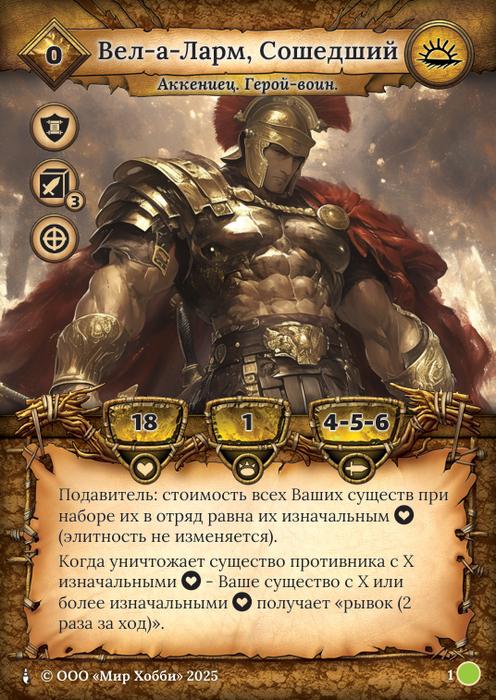 0
Вел-а-Ларм, Сошедший
Аккениец. Герой-воин.
3
18
1
4-5-6
Подавитель: стоимость всех Ваших существ при
наборе их в отряд равна их изначальным
(элитность не изменяется).
Когда уничтожает существо противника с X
изначальными – Ваше существо с X или
более изначальными получает «рывок (2
раза за ход)».
© ООО «Мир Хобби» 2025
1